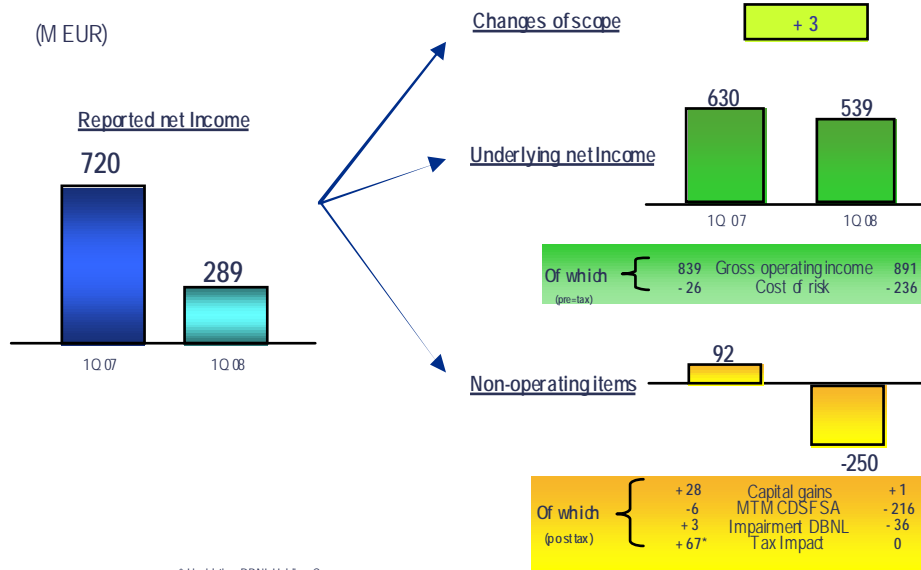 (M EUR)
Reported net Income
720
289
1Q 07
1Q 08
Changes of scope
+ 3
Underlying net Income
630
539
1Q 07
1Q 08
Of which
(pre=tax)
839 Gross operating income 891
- 26 Cost of risk -236
Non-operating items
92
-250
Of which
(post tax)
+ 28 Capital gains + 1
-6 MTM CDS FSA - 216
+ 3 Impairment DBNL - 36
+ 67* Tax Impact 0